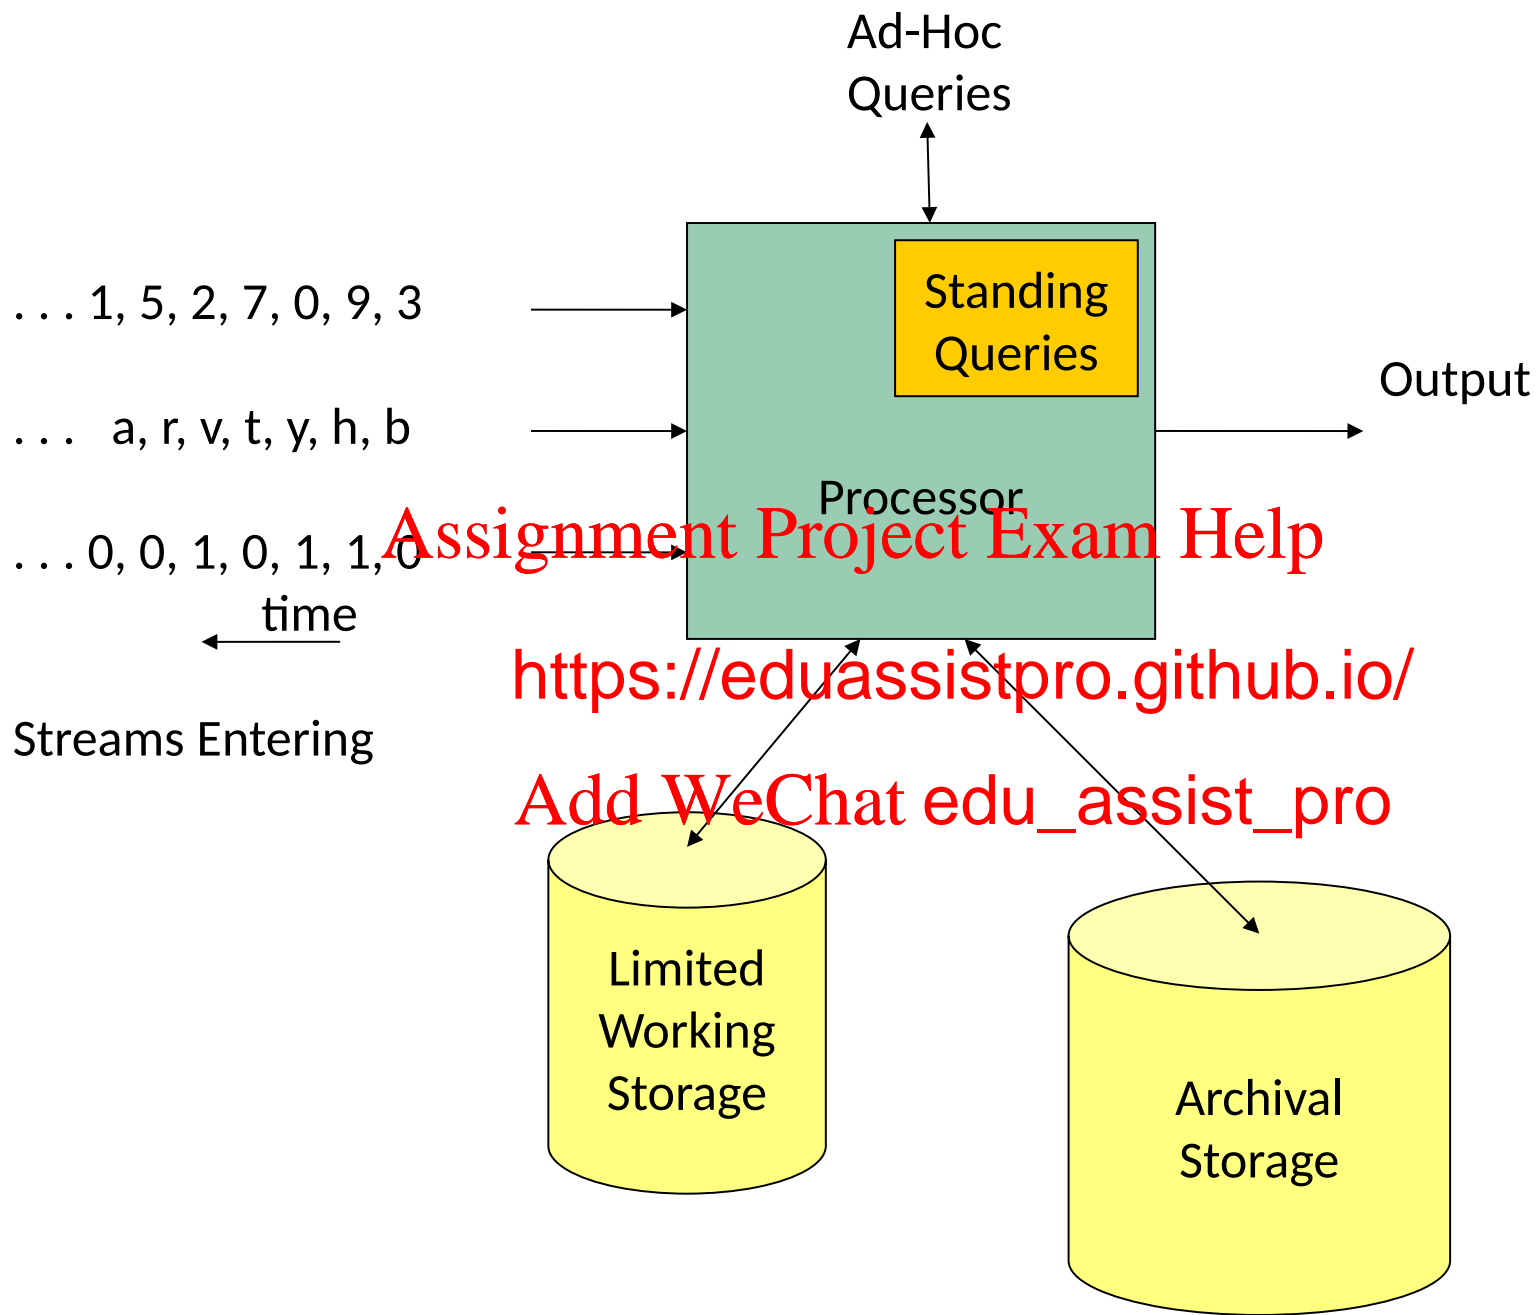 Ad-Hoc
Queries
Standing
Queries
. . . 1, 5, 2, 7, 0, 9, 3
Output
. . . a, r, v, t, y, h, b
Processor
Assignment Project Exam Help
. . . 0, 0, 1, 0, 1, 1, 0
time
https://eduassistpro.github.io/
Streams Entering
Add WeChat edu_assist_pro
Limited
Working
Storage
Archival
Storage